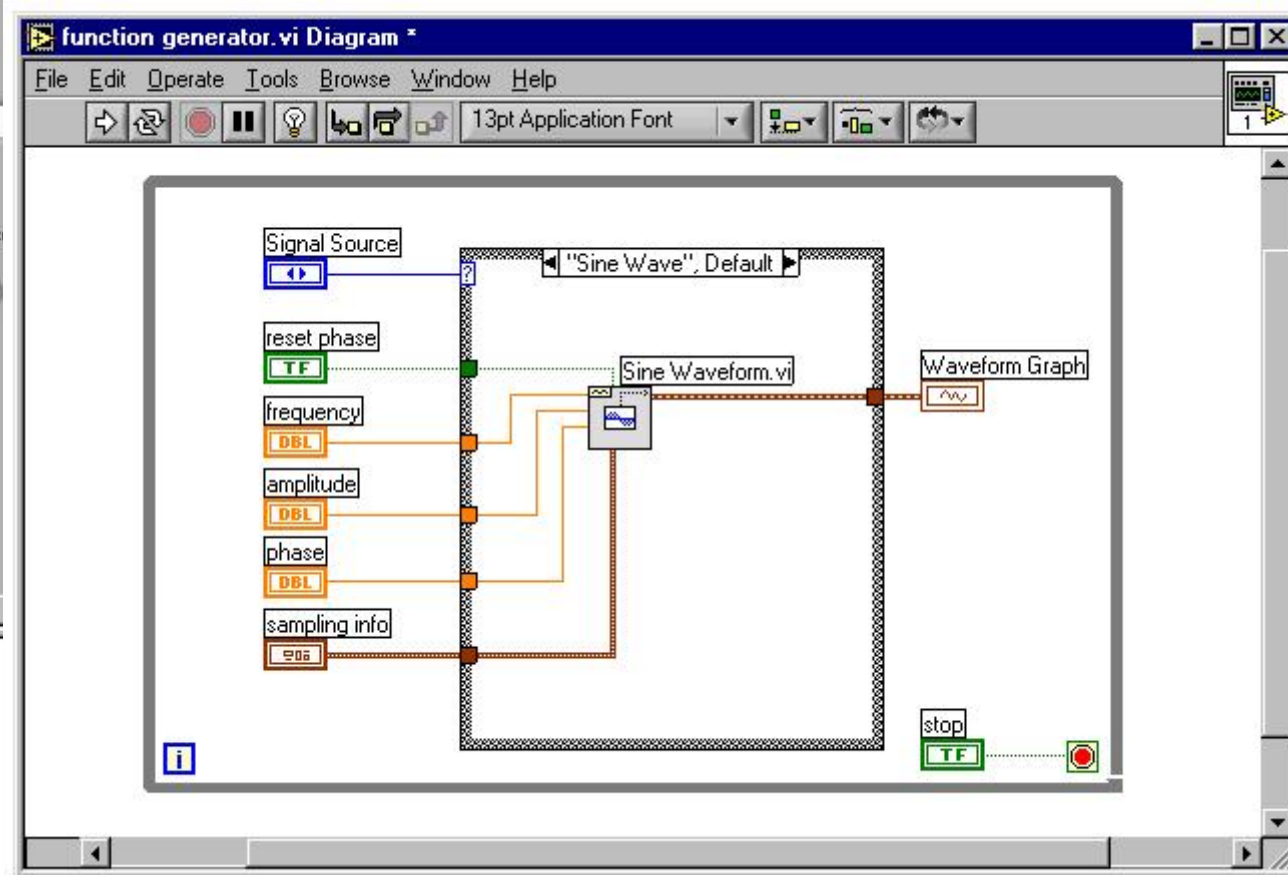 function generator.vi Diagram *
File Edit Operate Tools Browse Window Help
13pt Application Font
1
Signal Source
?
"Sine Wave", Default
reset phase
TF
Sine Waveform.vi
Waveform Graph
frequency
DBL
amplitude
DBL
phase
DBL
sampling info
stop
TF
i